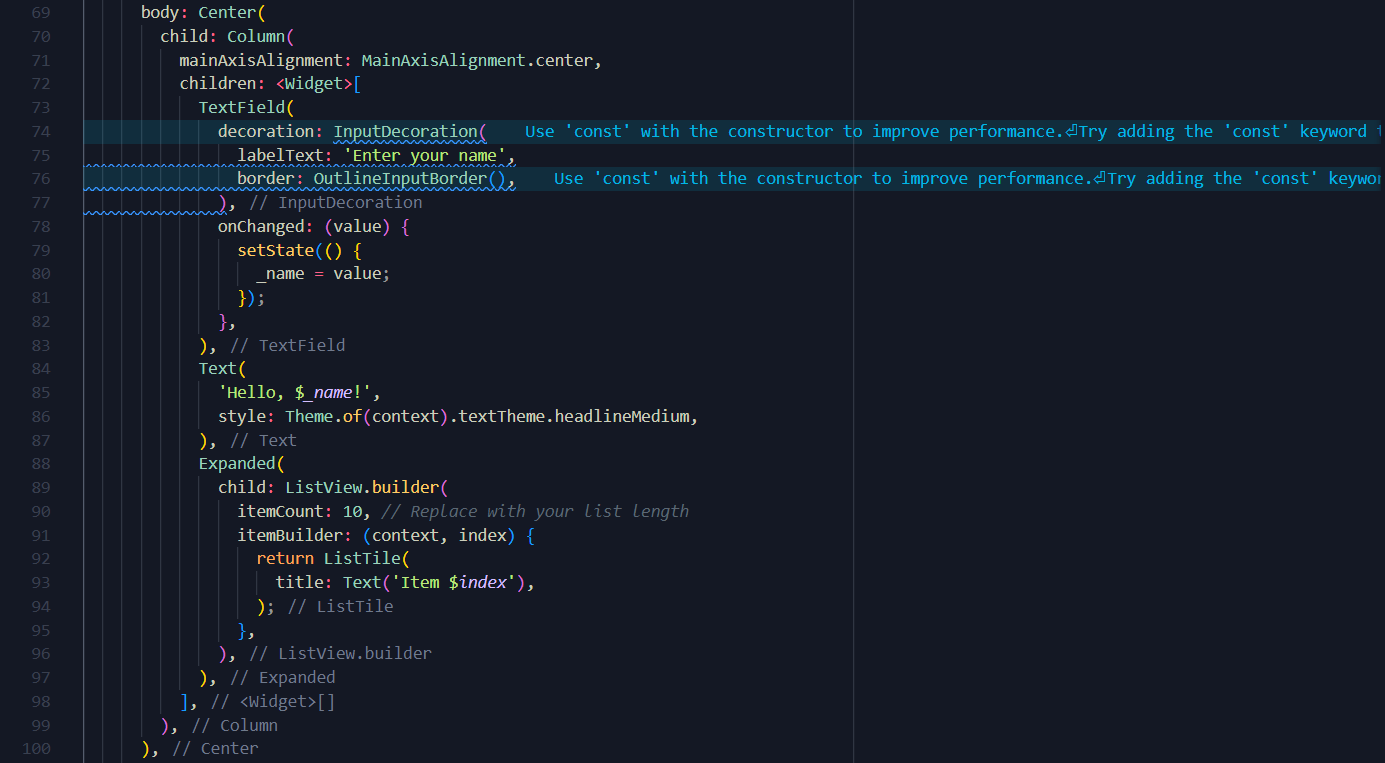 69 body: Center(
70 child: Column(
71 mainAxisAlignment: MainAxisAlignment.center,
72 children: <Widget>[
73 TextField(
74 decoration: InputDecoration( Use 'const' with the constructor to improve performance.⏎Try adding the 'const' keyword
75 labelText: 'Enter your name',
76 border: OutlineInputBorder(), Use 'const' with the constructor to improve performance.⏎Try adding the 'const'
77 ), // InputDecoration
78 onChanged: (value) {
79 setState(() {
80 _name = value;
81 });
82 },
83 ), // TextField
84 Text(
85 'Hello, $_name!',
86 style: Theme.of(context).textTheme.headlineMedium,
87 ), // Text
88 Expanded(
89 child: ListView.builder(
90 itemCount: 10, // Replace with your list length
91 itemBuilder: (context, index) {
92 return ListTile(
93 title: Text('Item $index'),
94 ); // ListTile
95 },
96 ), // ListView.builder
97 ), // Expanded
98 ], // <Widget>[]
99 ), // Column
100 ), // Center